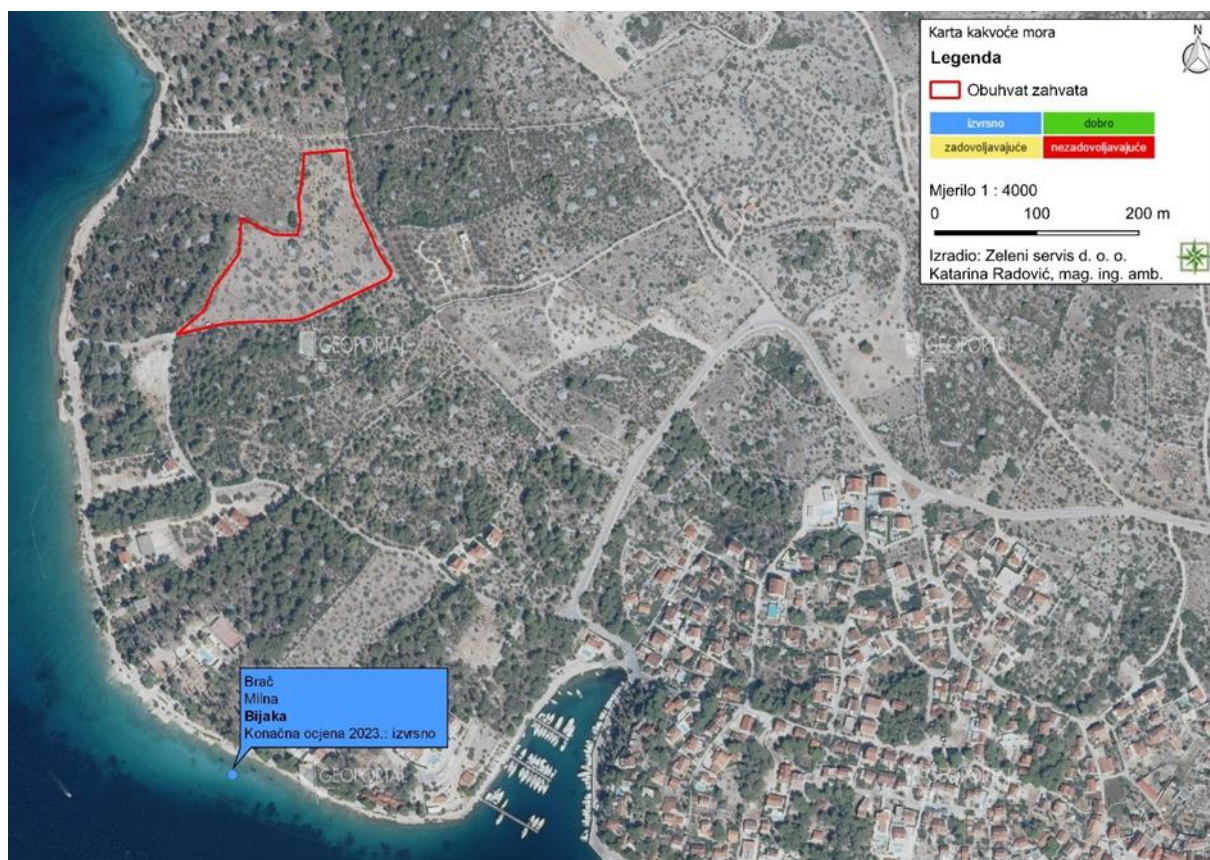 Karta kakvoće mora
N
Legenda
Obuhvat zahvata
izvrsno
dobro
zadovoljavajuće
nezadovoljavajuće
Mjerilo 1 : 4000
0 100 200 m
Izradio: Zeleni servis d. o. o.
Katarina Radović, mag. ing. amb.
GEOPORTAL
GEOPORTAL
Brač
Milna
Bijaka
Konačna ocjena 2023.: izvrsno
GEOPORTAL
GEOPORTAL